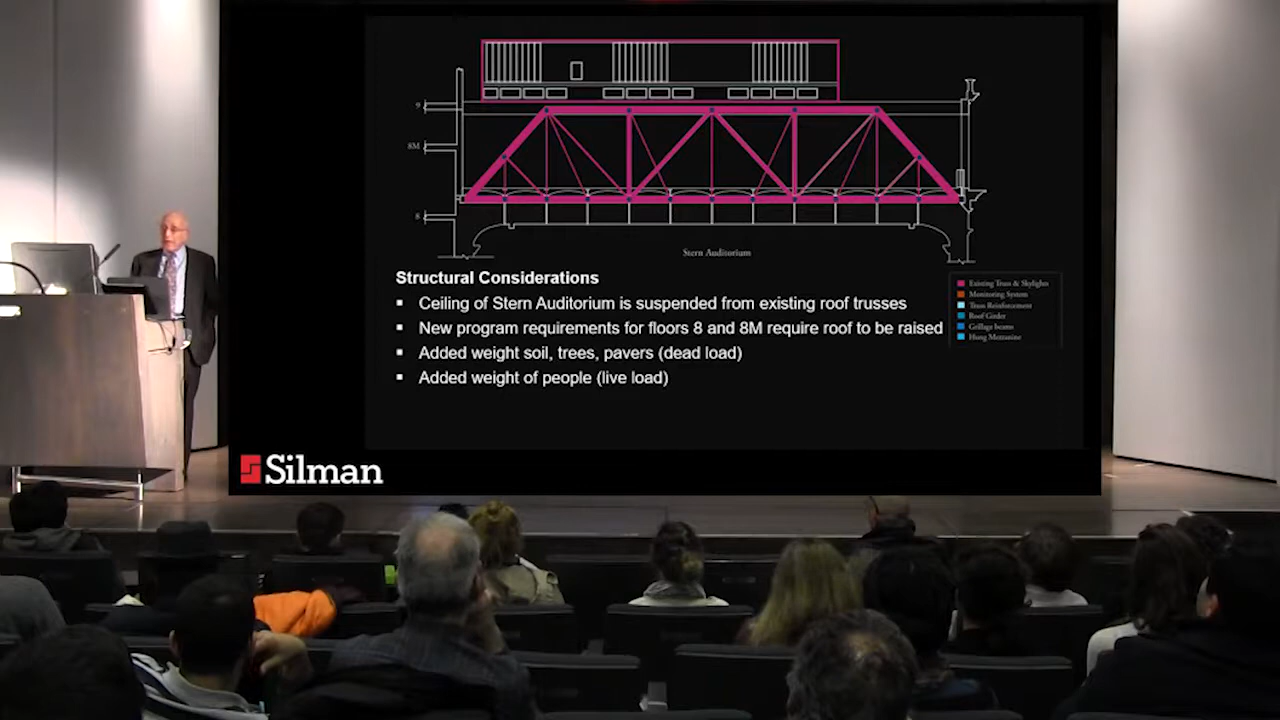 9
8M
8
Stern Auditorium
Structural Considerations
▪ Ceiling of Stern Auditorium is suspended from existing roof trusses
▪ New program requirements for floors 8 and 8M require roof to be raised
▪ Added weight soil, trees, pavers (dead load)
▪ Added weight of people (live load)
Existing Truss & Skylights
Monitoring System
Truss Reinforcement
Roof Girder
Grillage beams
Hung Mezzanine
Silman